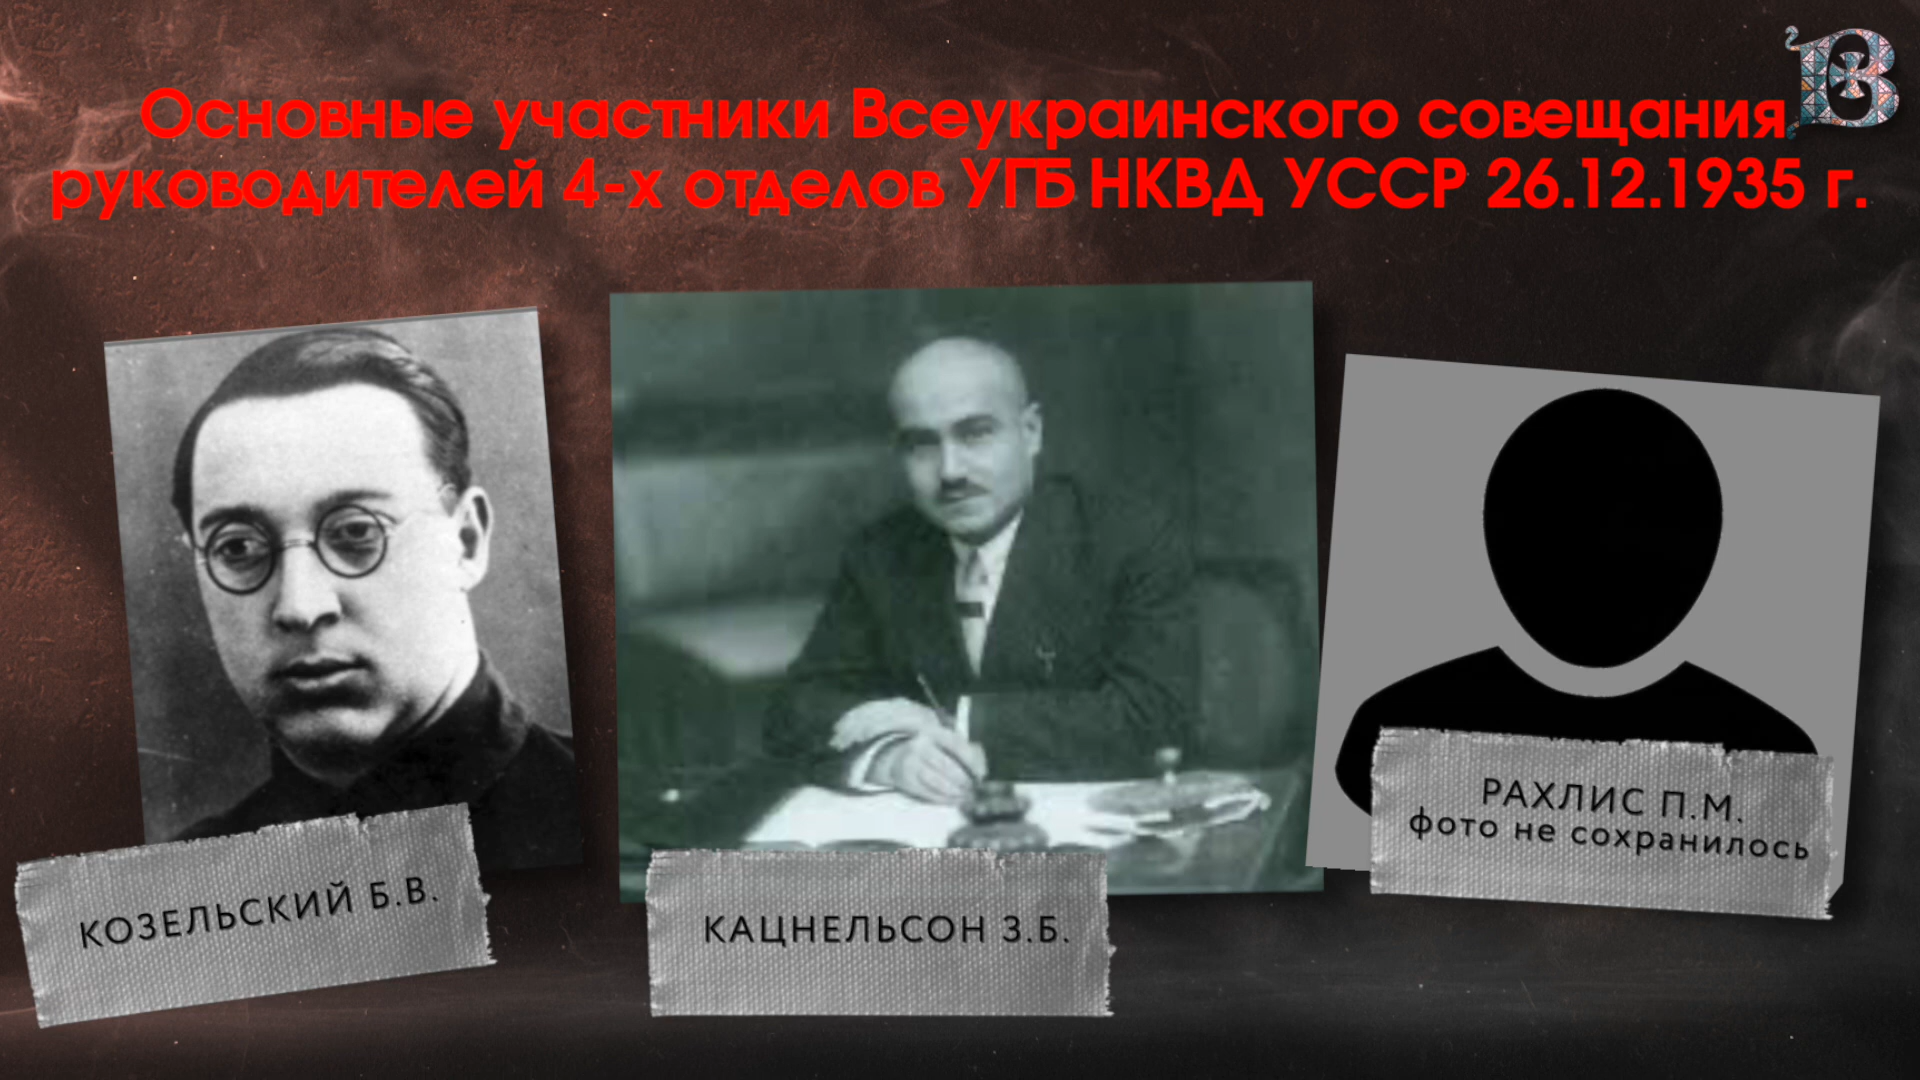 Основные участники Всеукраинского совещания
руководителей 4-х отделов УГБ НКВД УССР 26.12.1935 г.
КОЗЕЛЬСКИЙ Б.В.
КАЦНЕЛЬСОН З.Б.
РАХЛИС П.М.
фото не сохранилось